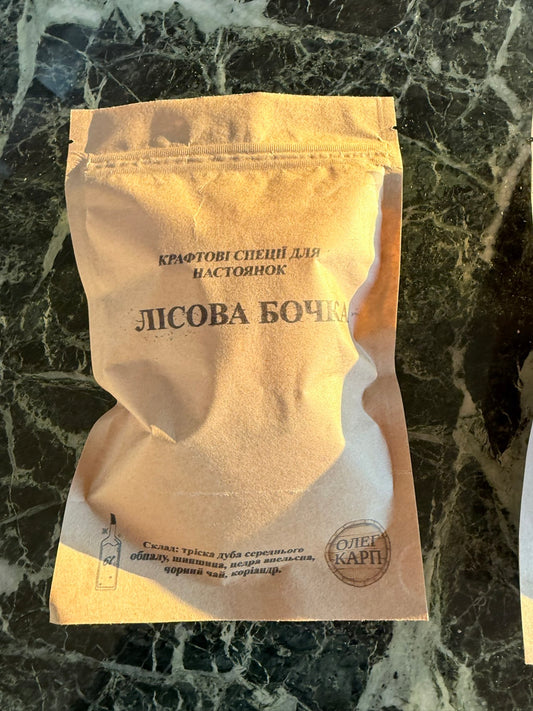 КРАФТОВІ СПЕЦІЇ ДЛЯ
НАСТОЯНОК
ЛІСОВА БОЧКА
Склад: тріска дуба середнього
обпалу, шипшина, цедра апельсина,
чорний чай, коріандр.
ОЛЕГ
КАРП